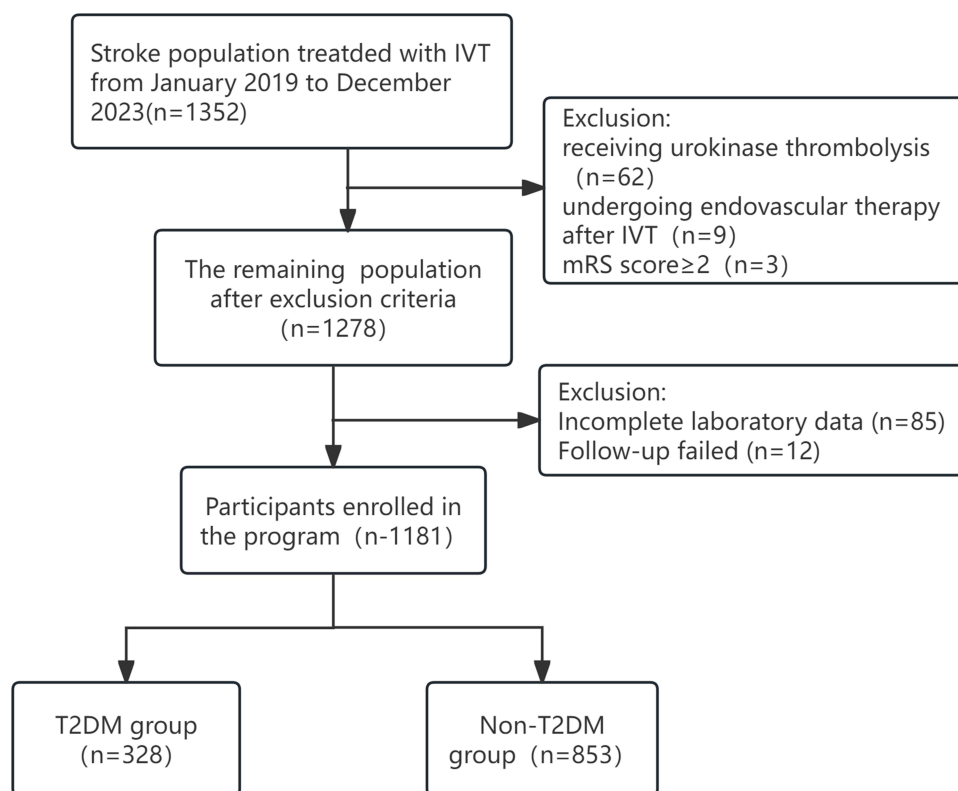 Stroke population treatded with IVT
from January 2019 to December
2023(n=1352)
Exclusion:
receiving urokinase thrombolysis
（n=62）
undergoing endovascular therapy
after IVT（n=9）
mRS score≥2（n=3）
The remaining  population
after exclusion criteria
（n=1278）
Exclusion:
Incomplete laboratory data (n=85)
Follow-up failed (n=12)
Participants enrolled in
the program（n-1181）
T2DM group
（n=328）
Non-T2DM
group（n=853）